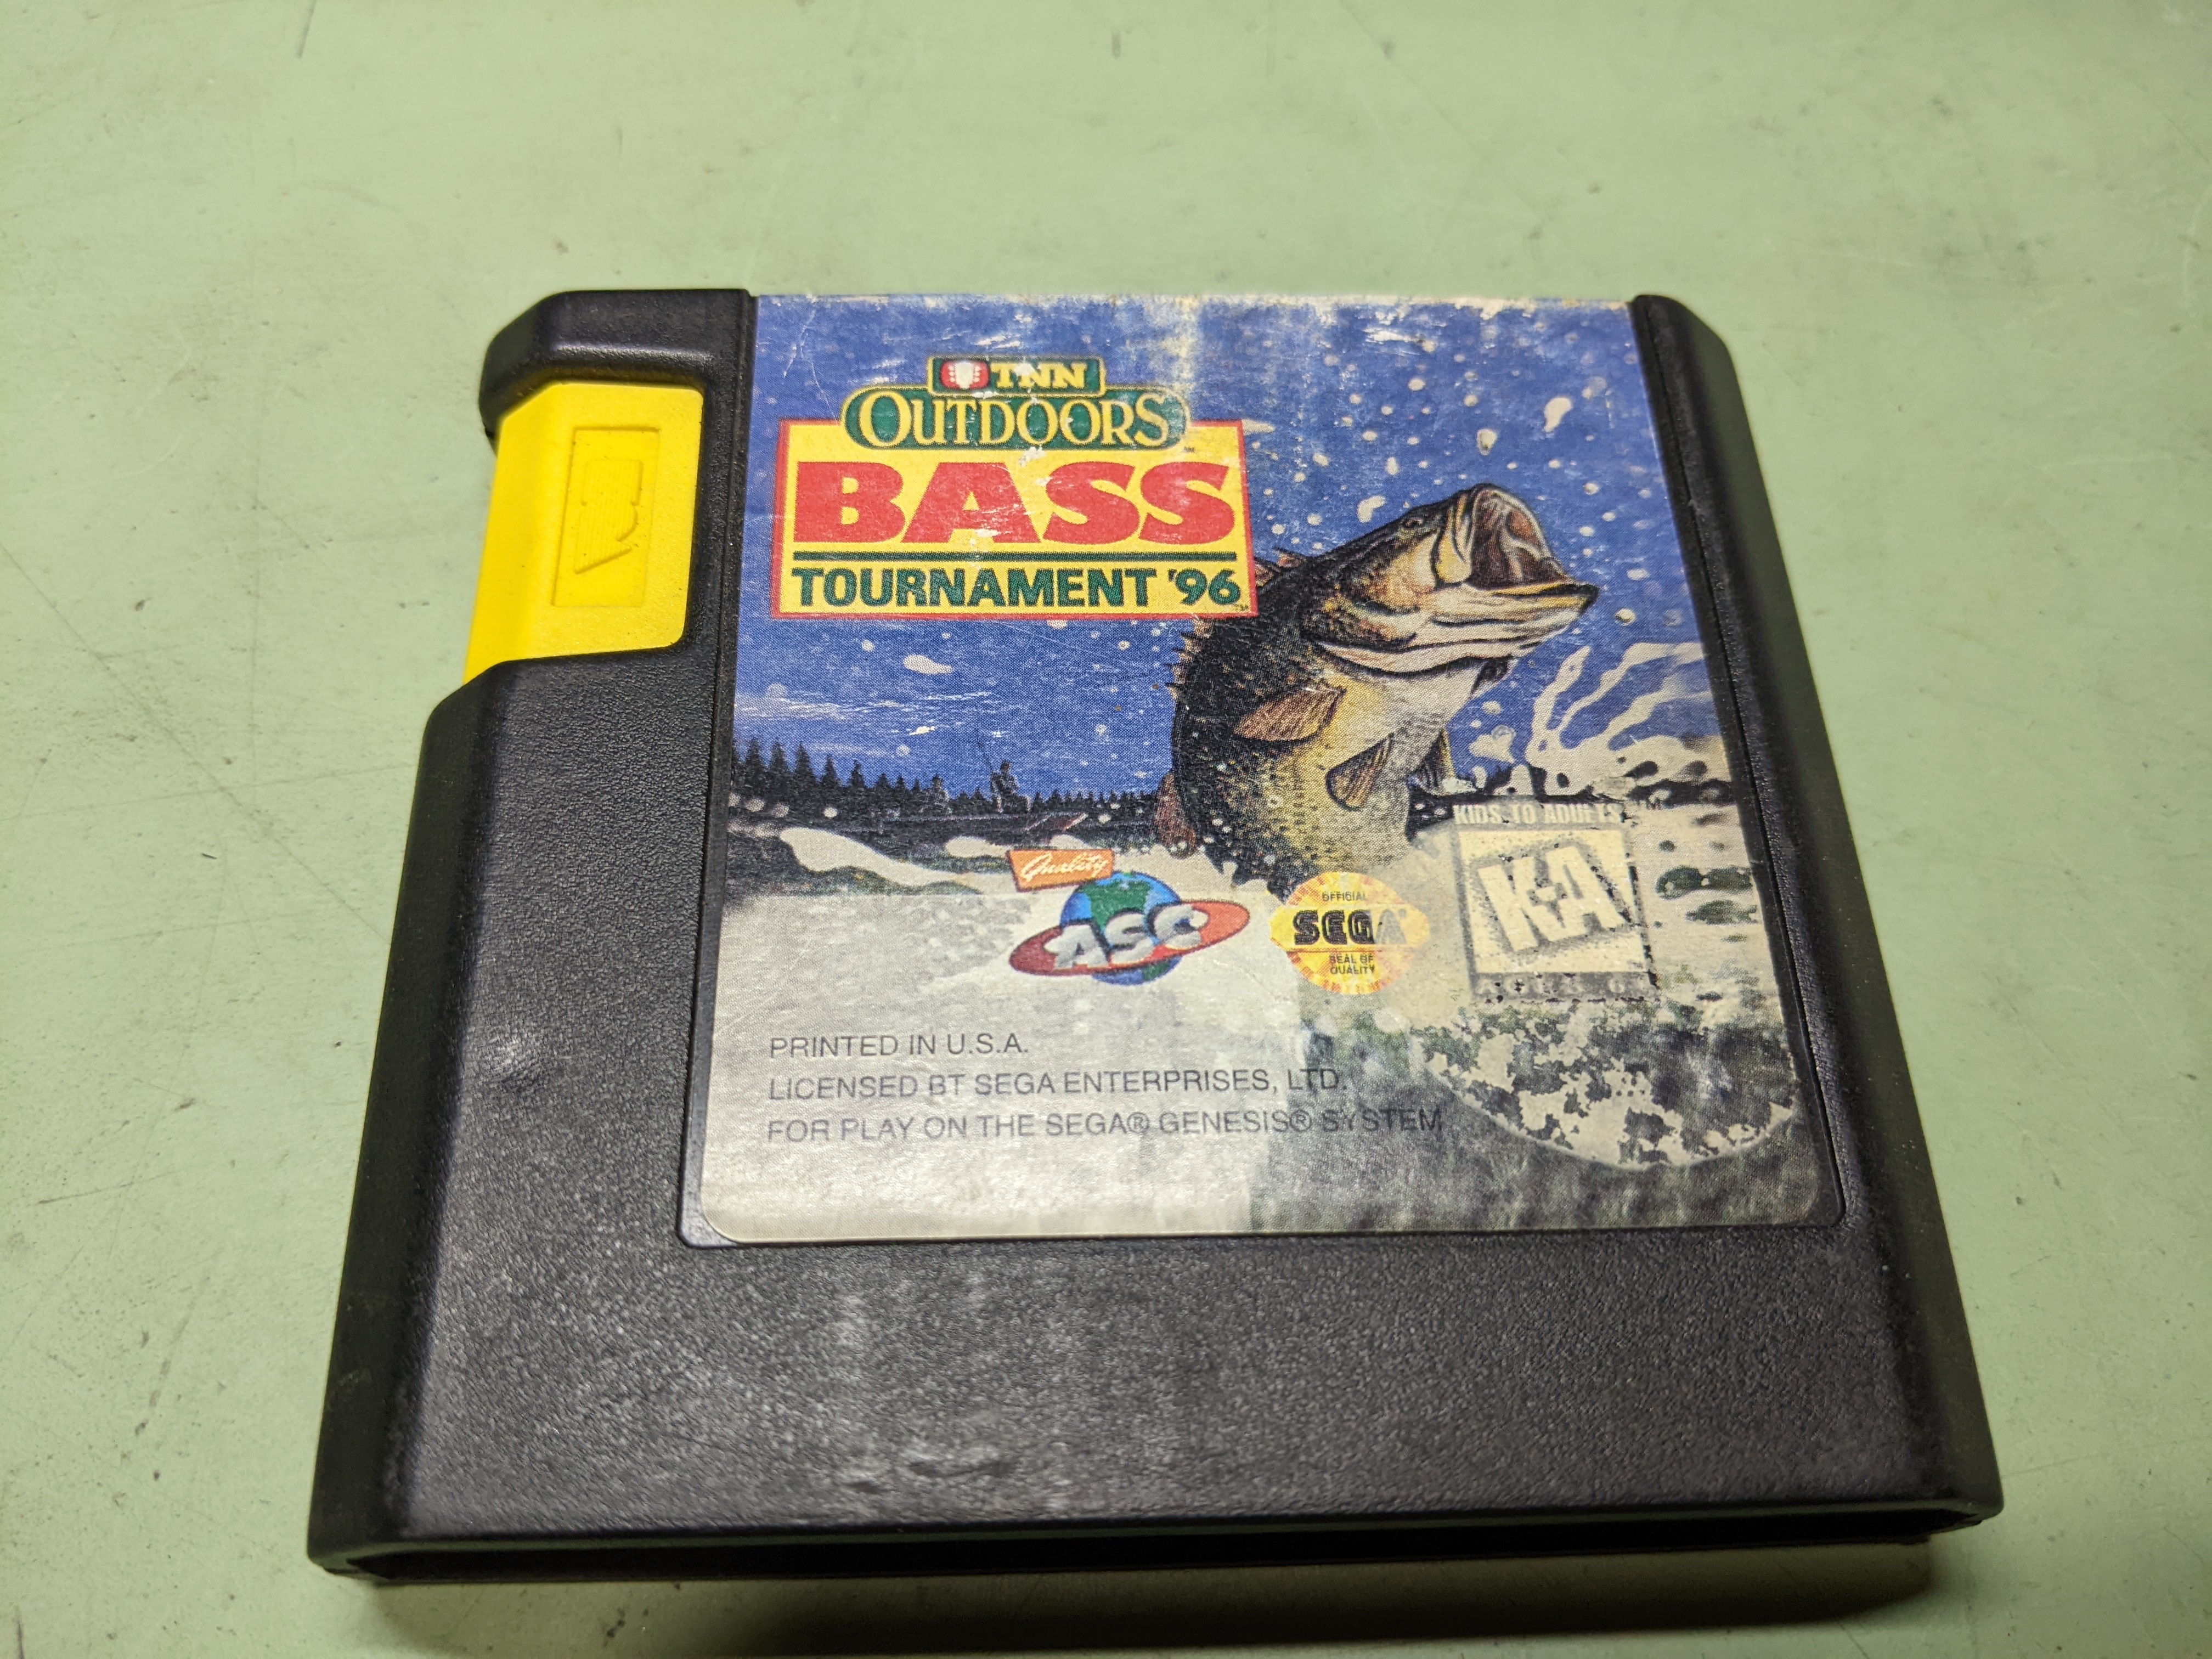 TNN
OUTDOORS
BASS
TOURNAMENT '96
KIDS TO ADULTS
K-A
Quality
ASC
OFFICIAL
SEGA
SEAL OF
QUALITY
PRINTED IN U.S.A.
LICENSED BT SEGA ENTERPRISES, LTD.
FOR PLAY ON THE SEGA® GENESIS® SYSTEM